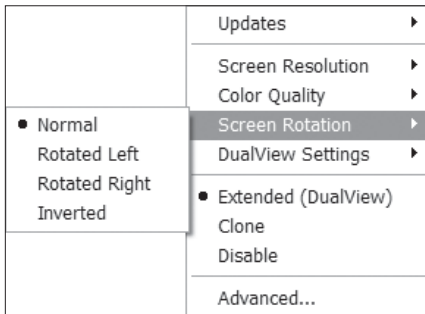 Updates
Screen Resolution
Color Quality
Screen Rotation
DualView Settings
Extended (DualView)
Clone
Disable
Advanced...
Normal
Rotated Left
Rotated Right
Inverted